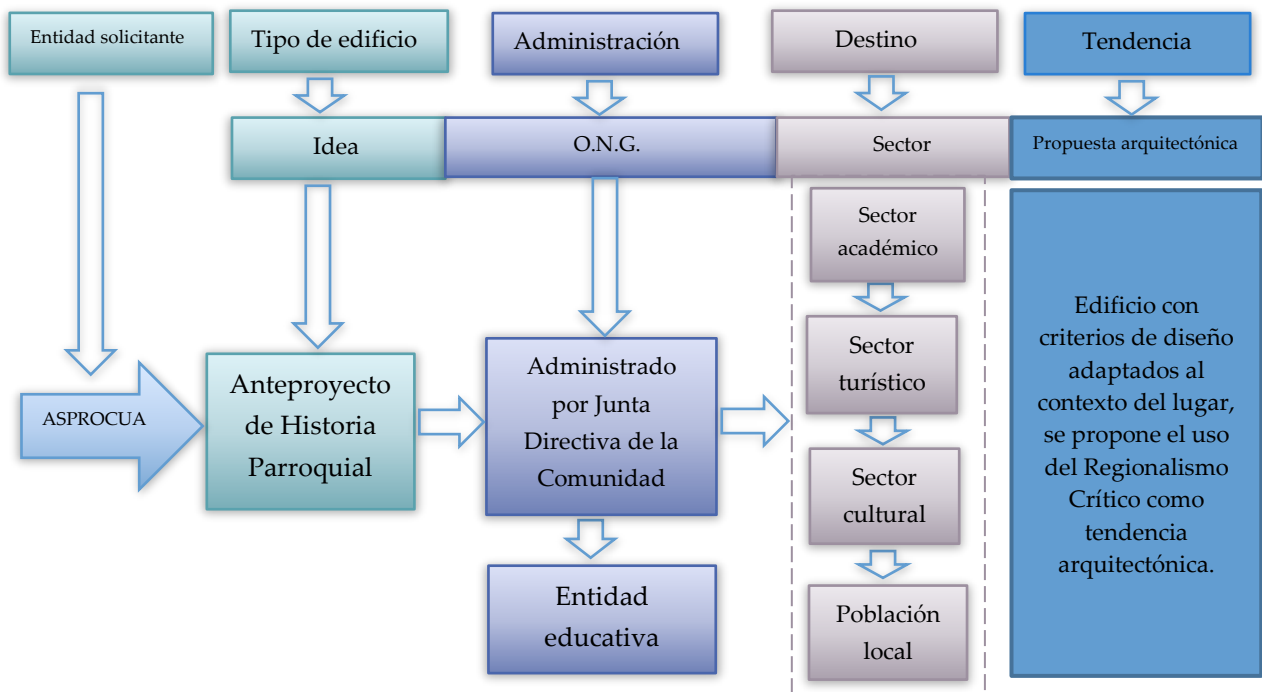 Entidad solicitante
Tipo de edificio
Administración
Destino
Tendencia
Idea
O.N.G.
Sector
Propuesta arquitectónica
ASPROCUA
Anteproyecto
de Historia
Parroquial
Administrado
por Junta
Directiva de la
Comunidad
Entidad
educativa
Sector
académico
Sector
turístico
Sector
cultural
Población
local
Edificio con
criterios de diseño
adaptados al
contexto del lugar,
se propone el uso
del Regionalismo
Crítico como
tendencia
arquitectónica.